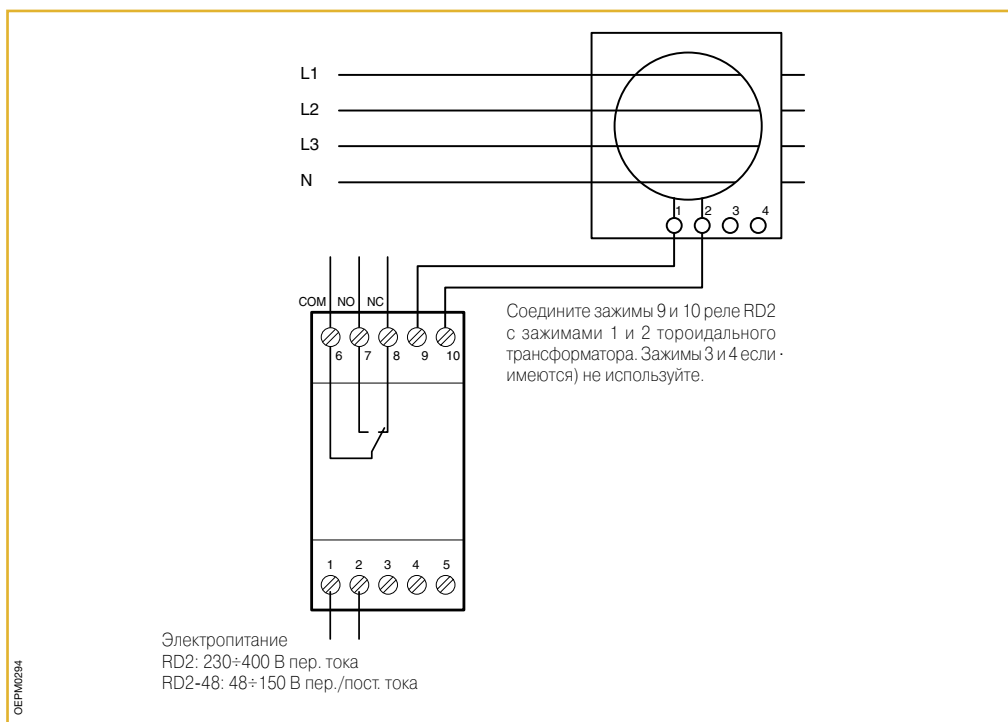 L1
L2
L3
N
1 2 3 4
COM NO NC
6 7 8 9 10
Соедините зажимы 9 и 10 реле RD2
с зажимами 1 и 2 тороидального
трансформатора. Зажимы 3 и 4 если ·
имеются) не используйте.
1 2 3 4 5
Электропитание
RD2: 230÷400 В пер. тока
RD2-48: 48÷150 В пер./пост. тока
OEPM0294